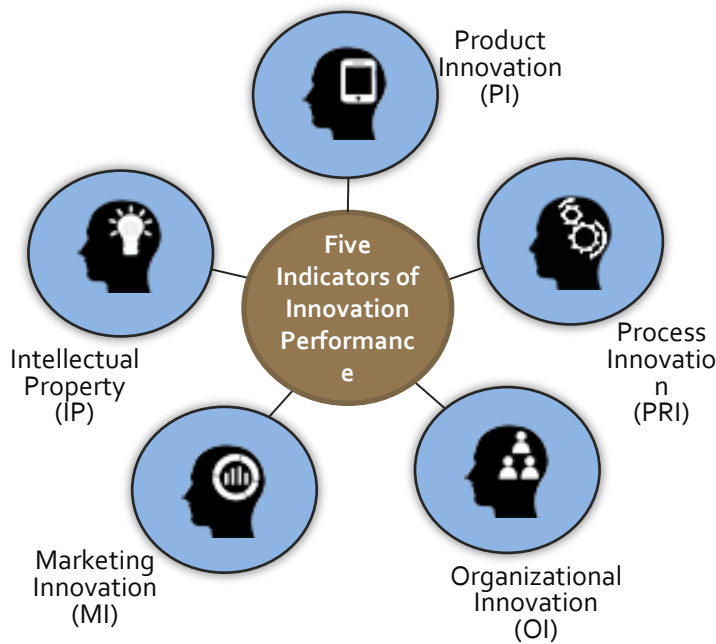 Product
Innovation
(PI)
Five
Indicators of
Innovation
Performanc
e
Process
Innovatio
n
(PRI)
Intellectual
Property
(IP)
Marketing
Innovation
(MI)
Organizational
Innovation
(OI)